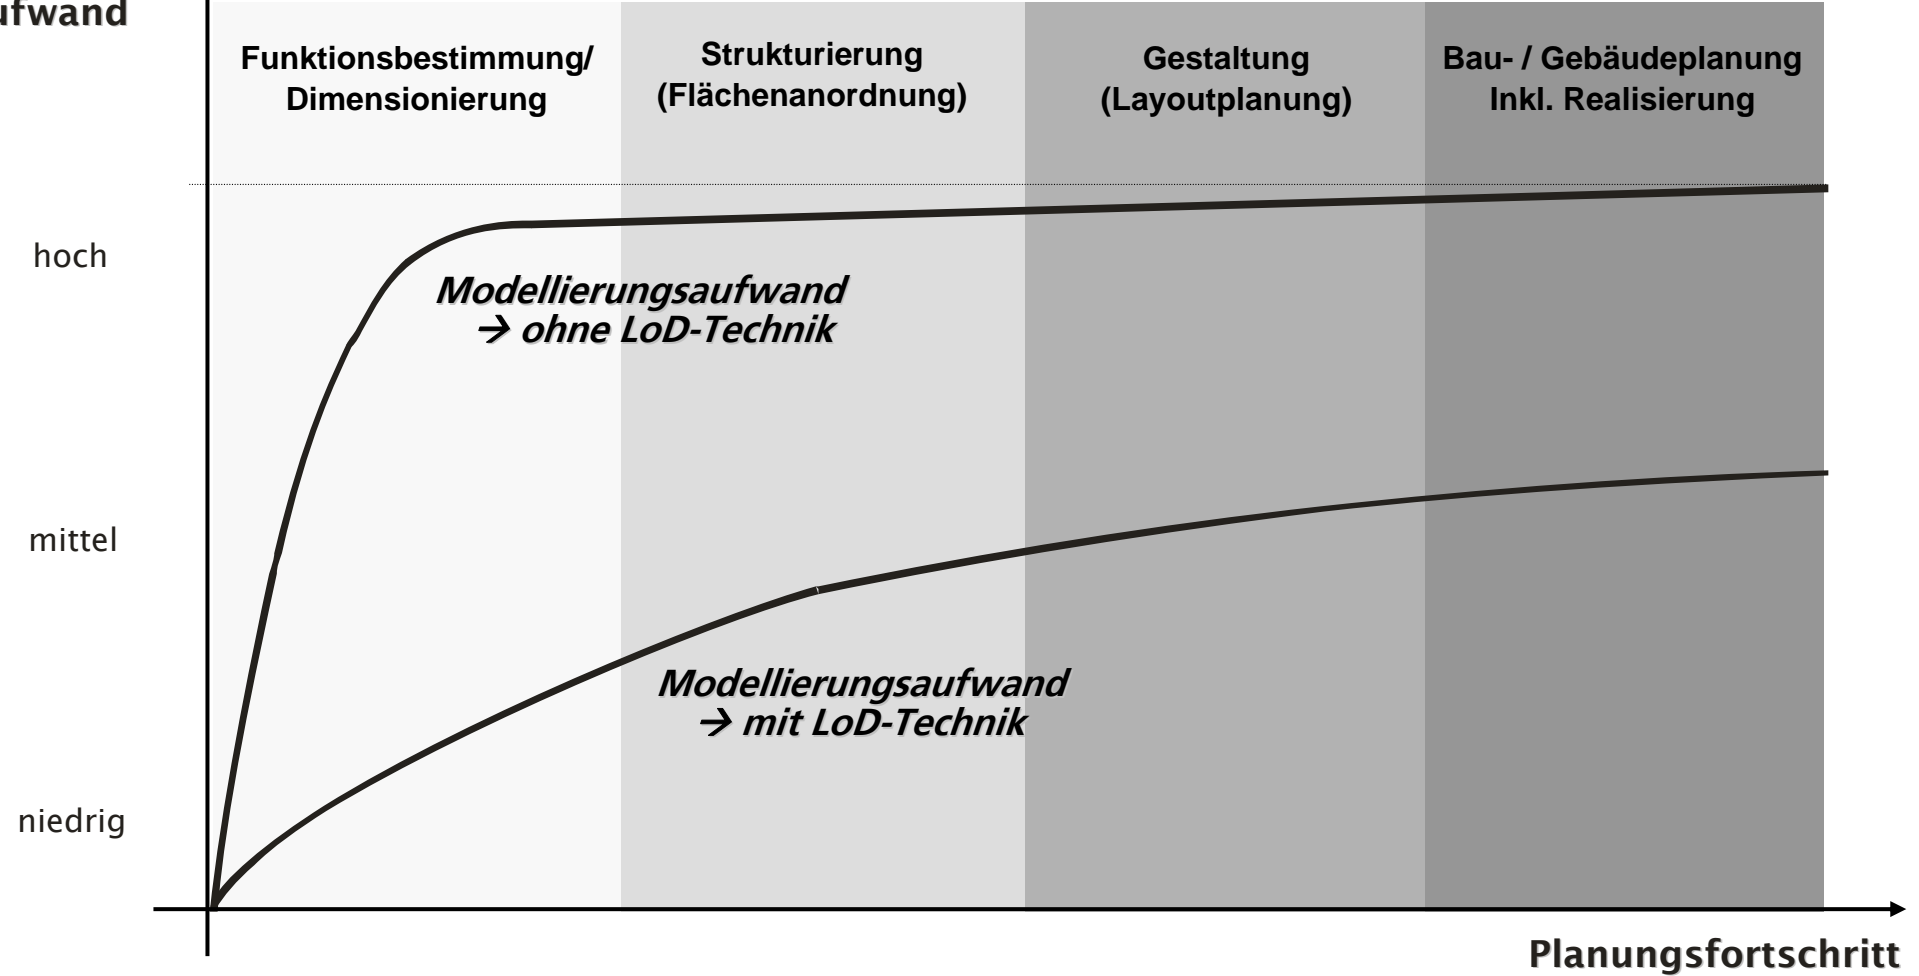 ufwand
Funktionsbestimmung/
Dimensionierung
Strukturierung
(Flächenanordnung)
Gestaltung
(Layoutplanung)
Bau- / Gebäudeplanung
Inkl. Realisierung
hoch
Modellierungsaufwand
→ ohne LoD-Technik
mittel
Modellierungsaufwand
→ mit LoD-Technik
niedrig
Planungsfortschritt